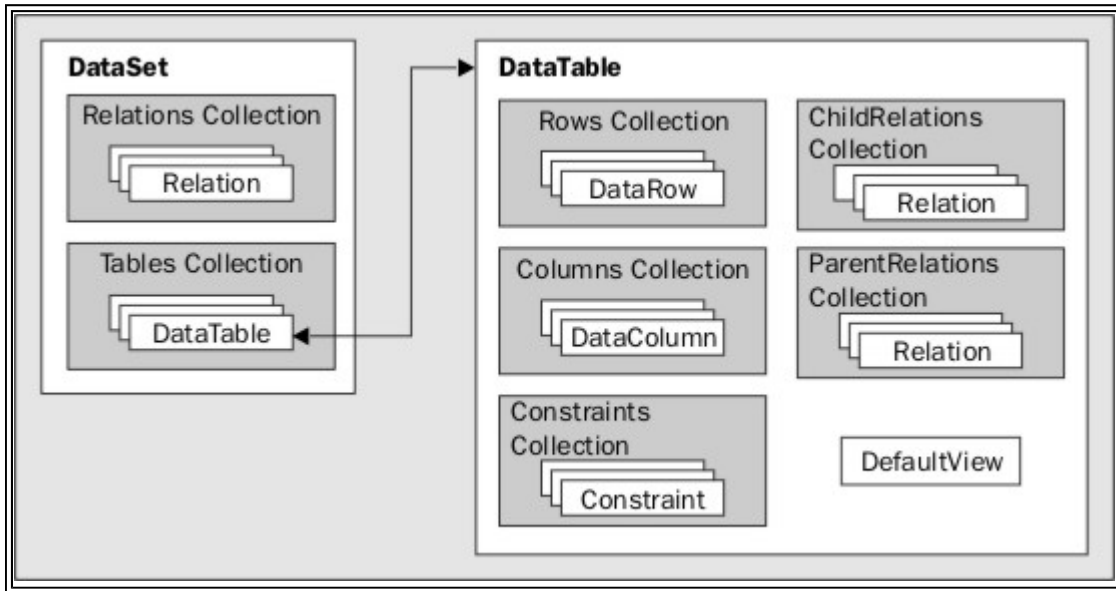 DataSet
Relations Collection
Relation
Tables Collection
DataTable
DataTable
Rows Collection
DataRow
Columns Collection
DataColumn
Constraints
Collection
Constraint
ChildRelations
Collection
Relation
ParentRelations
Collection
Relation
DefaultView